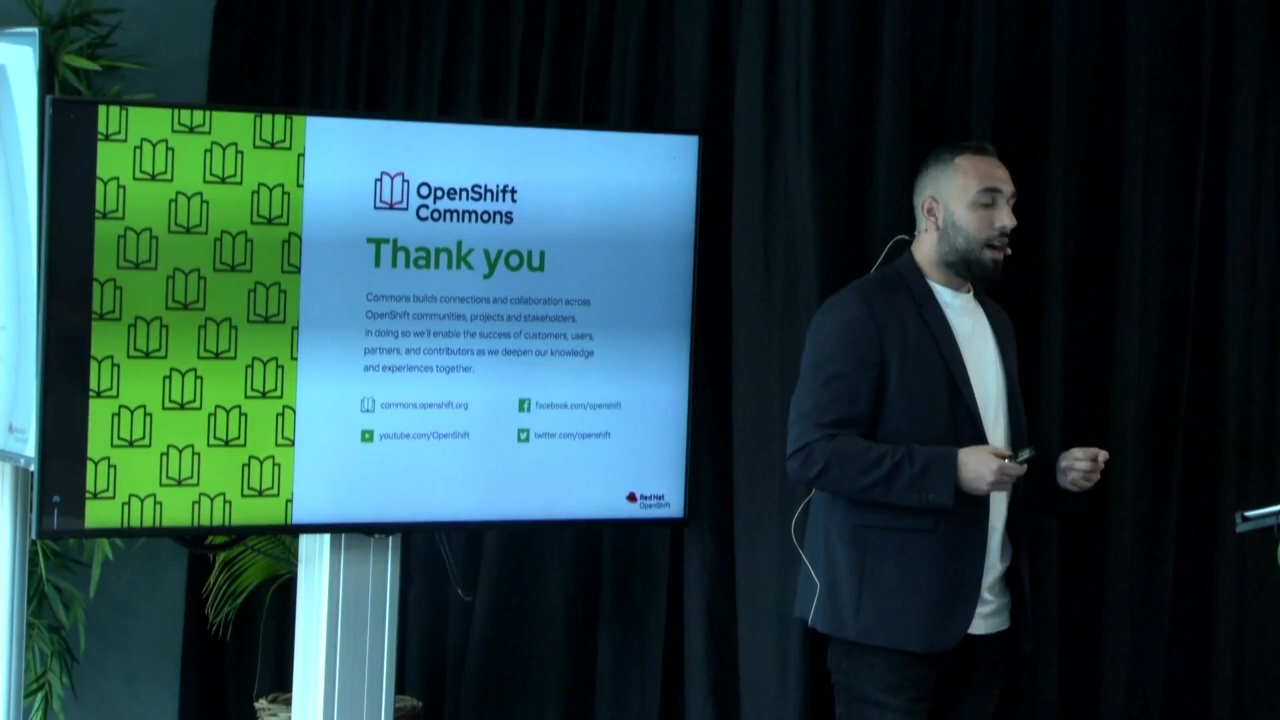 OpenShift
Commons
Thank you
Commons builds connections and collaboration across
OpenShift communities, projects and stakeholders.
In doing so we'll enable the success of customers, users,
partners, and contributors as we deepen our knowledge
and experiences together.
commons.openshift.org
facebook.com/openshift
youtube.com/OpenShift
twitter.com/openshift
Red Hat
OpenShift